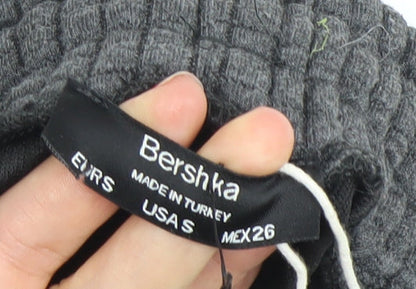 Bershka
MADE IN TURKEY
EUR S
USA S
MEX 26